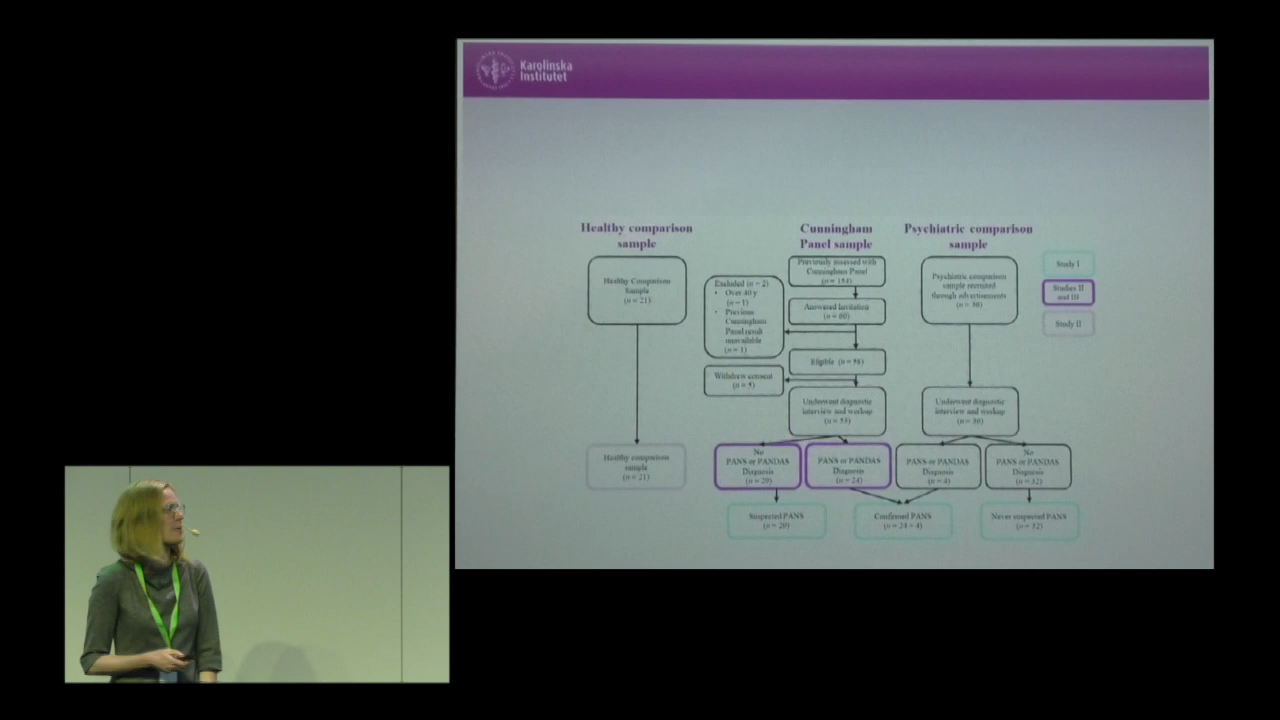 Karolinska
Institutet
Healthy comparison
sample
Healthy Comparison
Sample
(n = 21)
Healthy comparison
sample
(n = 21)
Cunningham
Panel sample
Previously assessed with
Cunningham Panel
(n = 154)
Answered Invitation
(n = 60)
Excluded (n = 2)
• Over 40 y
(n = 1)
• Previous
Cunningham
Panel result
unavailable
(n = 1)
Eligible (n = 58)
Withdrew consent
(n = 5)
Underwent diagnostic
interview and workup
(n = 53)
No
PANS or PANDAS
Diagnosis
(n = 29)
PANS or PANDAS
Diagnosis
(n = 24)
Psychiatric comparison
sample
Psychiatric comparison
sample recruited
through advertisements
Underwent diagnostic
interview and workup
(n = 36)
PANS or PANDAS
Diagnosis
(n = 4)
No
PANS or PANDAS
Diagnosis
(n = 32)
Suspected PANS
(n = 29)
Confirmed PANS
(n = 24 + 4)
Never suspected PANS
(n = 32)
Study I
Studies II
and III
Study II